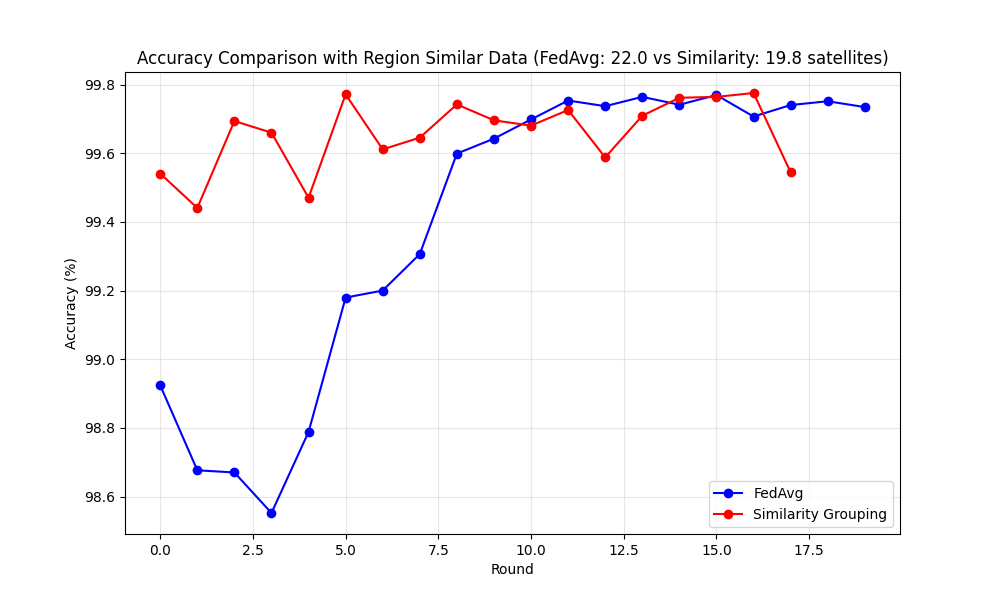 Accuracy Comparison with Region Similar Data (FedAvg: 22.0 vs Similarity: 19.8 satellites)
Accuracy (%)
99.8
99.6
99.4
99.2
99.0
98.8
98.6
0.0 2.5 5.0 7.5 10.0 12.5 15.0 17.5
Round
FedAvg
Similarity Grouping